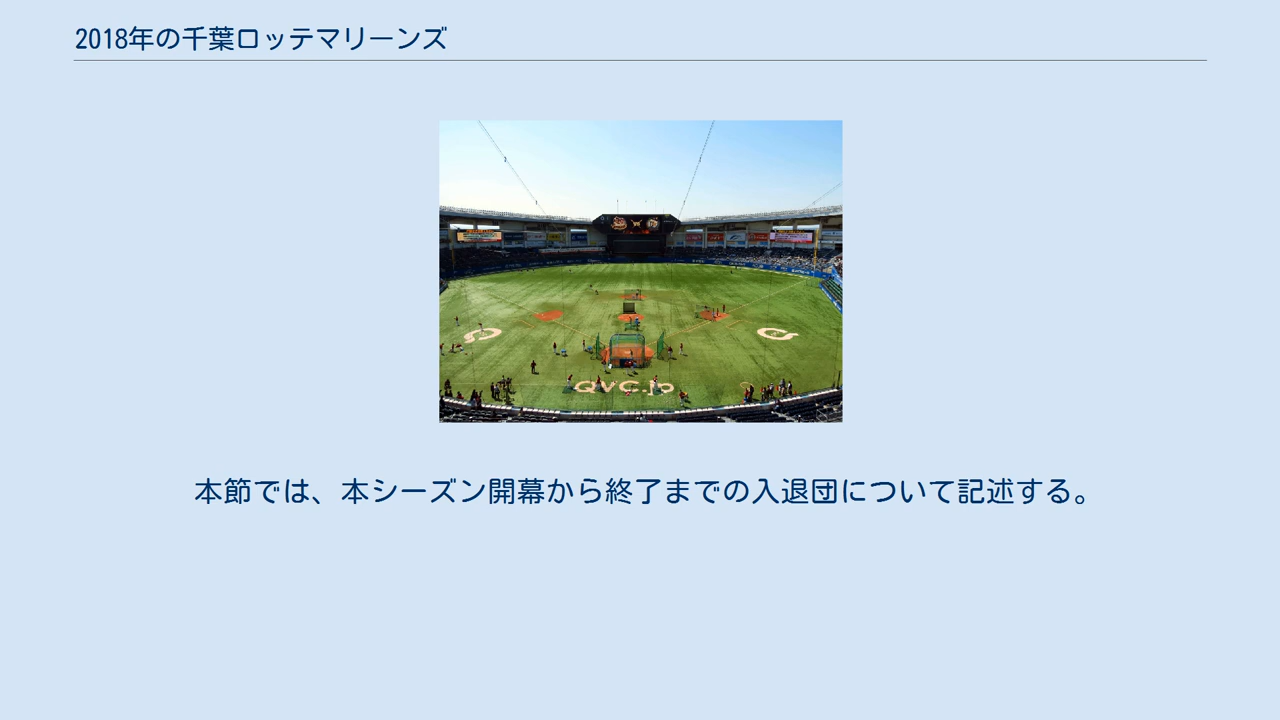 2018年の千葉ロッテマリーンズ
QVC.jp
本節では、本シーズン開幕から終了までの入退団について記述する。